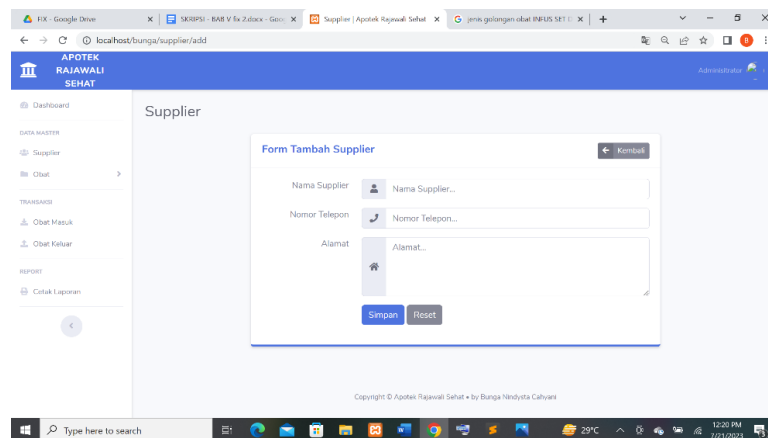 FIX - Google Drive
SKRIPSI - BAB V fix 2.docx - Goo
Supplier | Apotek Rajawali Sehat
jenis golongan obat INFUS SET D
localhost/bunga/supplier/add
APOTEK
RAJAWALI
SEHAT
Administrator
Dashboard
Supplier
DATA MASTER
Supplier
Obat
TRANSAKSI
Obat Masuk
Obat Keluar
REPORT
Cetak Laporan
Form Tambah Supplier
Kembali
Nama Supplier
Nama Supplier...
Nomor Telepon
Nomor Telepon...
Alamat
Alamat...
Simpan
Reset
Copyright © Apotek Rajawali Sehat • by Bunga Nindysta Cahyani
Type here to search
29°C
12:20 PM
7/21/2023